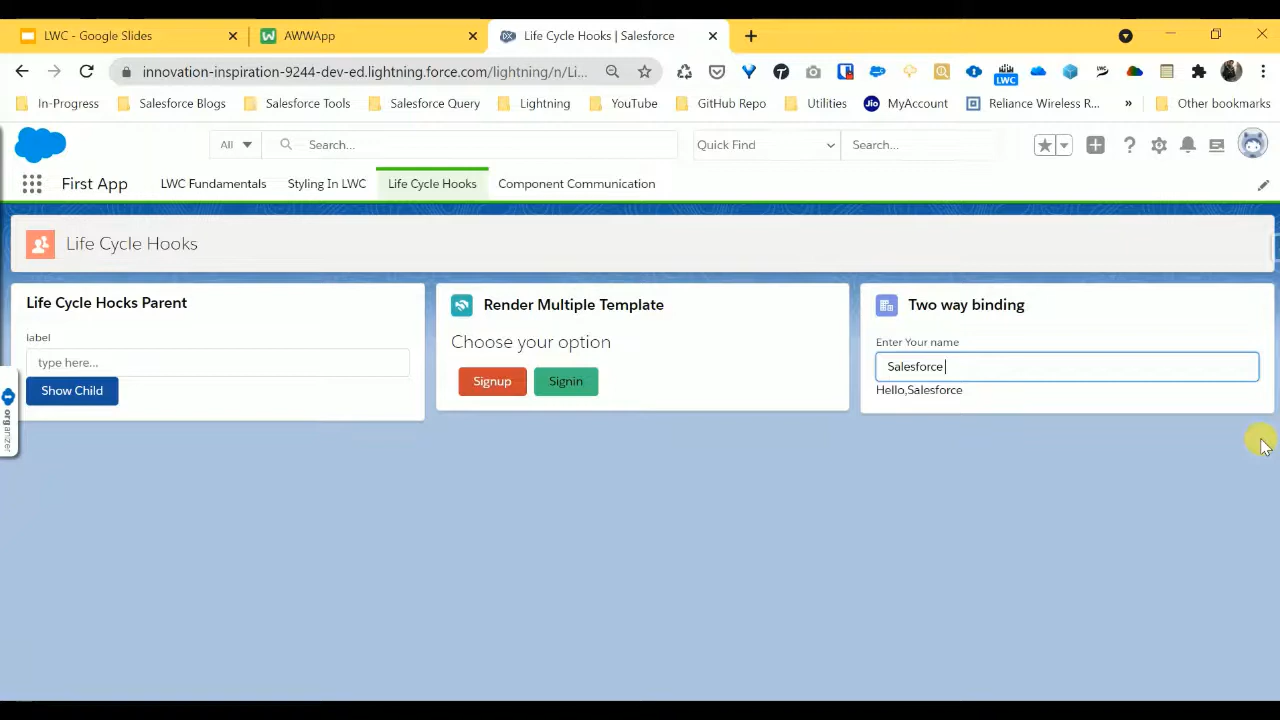 LWC - Google Slides
AWWApp
Life Cycle Hooks | Salesforce
innovation-inspiration-9244-dev-ed.lightning.force.com/lightning/n/Li...
LWC
In-Progress
Salesforce Blogs
Salesforce Tools
Salesforce Query
Lightning
YouTube
GitHub Repo
Utilities
Jio
MyAccount
Reliance Wireless R...
»
Other bookmarks
All
Search...
Quick Find
Search...
First App
LWC Fundamentals
Styling In LWC
Life Cycle Hooks
Component Communication
Life Cycle Hooks
Life Cycle Hocks Parent
label
type here...
Show Child
Render Multiple Template
Choose your option
Signup
Signin
Two way binding
Enter Your name
Salesforce
Hello,Salesforce
organizer